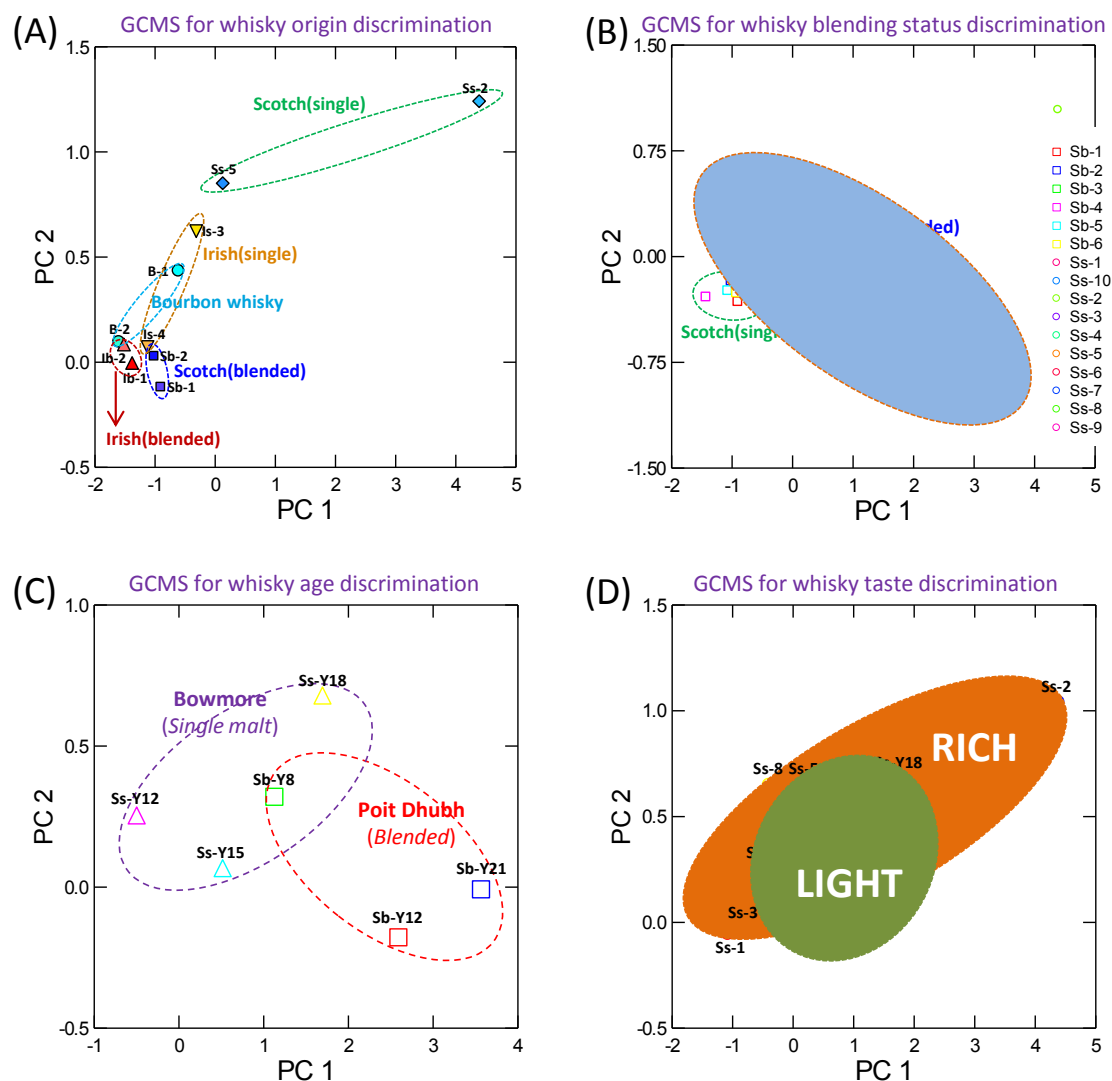 (A)
GCMS for whisky origin discrimination
1.5
1.0
0.5
0.0
-0.5
PC 2
Ss-2
Scotch(single)
Ss-5
Is-3
Irish(single)
B-1
Bourbon whisky
B-2
Is-4
Ib-2
Sb-2
Ib-1
Scotch(blended)
Sb-1
Irish(blended)
-2 -1 0 1 2 3 4 5
PC 1
(B)
GCMS for whisky blending status discrimination
1.50
0.75
0.00
-0.75
-1.50
PC 2
Sb-1
Sb-2
Sb-3
Sb-4
Sb-5
Sb-6
Ss-1
Ss-10
Ss-2
Ss-3
Ss-4
Ss-5
Ss-6
Ss-7
Ss-8
Ss-9
-2 -1 0 1 2 3 4 5
PC 1
(C)
GCMS for whisky age discrimination
1.0
0.5
0.0
-0.5
PC 2
Ss-Y18
Bowmore
(Single malt)
Sb-Y8
Ss-Y12
Poit Dhubh
(Blended)
Ss-Y15
Sb-Y21
Sb-Y12
-1 0 1 2 3 4
PC 1
(D)
GCMS for whisky taste discrimination
1.5
1.0
0.5
0.0
-0.5
PC 2
Ss-2
RICH
Ss-8
LIGHT
Ss-3
Ss-1
-2 -1 0 1 2 3 4 5
PC 1